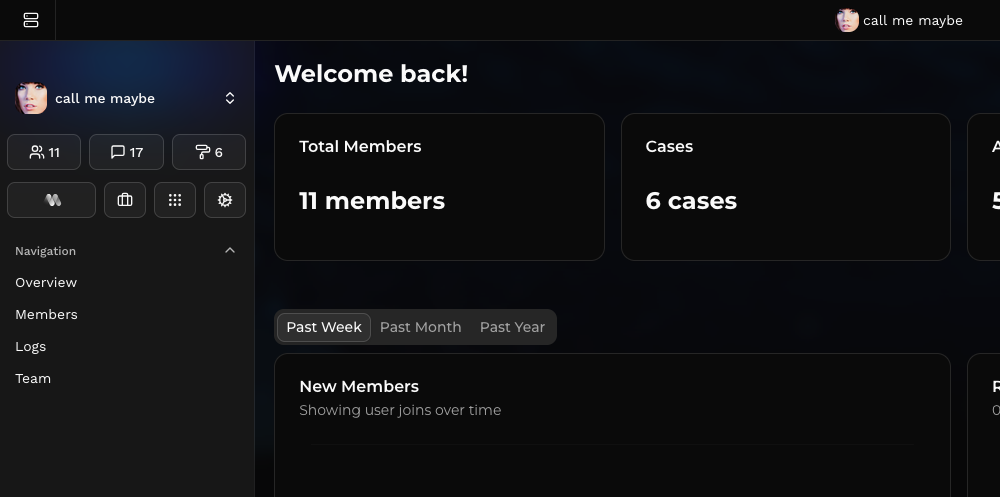 call me maybe
call me maybe
11
17
6
Navigation
Overview
Members
Logs
Team
Welcome back!
Total Members
11 members
Cases
6 cases
A
5
Past Week
Past Month
Past Year
New Members
Showing user joins over time
R